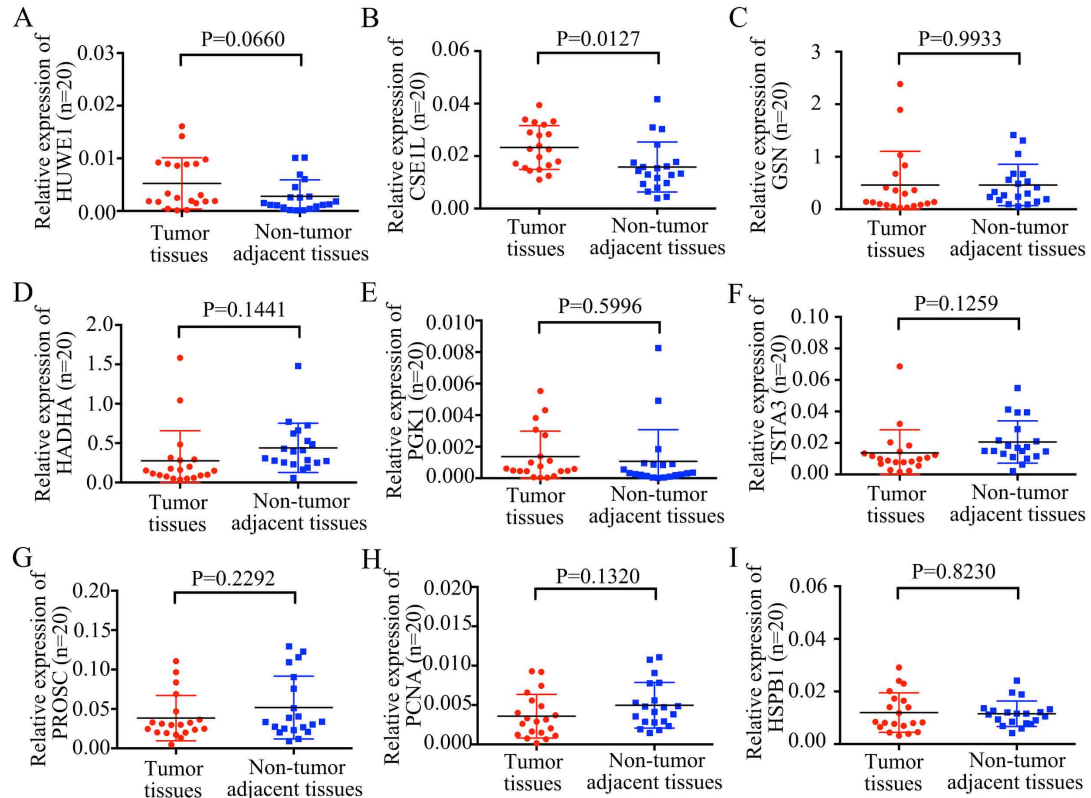 A
Relative expression of
HUWE1 (n=20)
P=0.0660
0.03
0.02
0.01
0.00
Tumor
tissues
Non-tumor
adjacent tissues
B
Relative expression of
CSE1L (n=20)
P=0.0127
0.06
0.04
0.02
0.00
Tumor
tissues
Non-tumor
adjacent tissues
C
Relative expression of
GSN (n=20)
P=0.9933
3
2
1
0
Tumor
tissues
Non-tumor
adjacent tissues
D
Relative expression of
HADHA (n=20)
P=0.1441
2.0
1.5
1.0
0.5
0.0
Tumor
tissues
Non-tumor
adjacent tissues
E
Relative expression of
PGK1 (n=20)
P=0.5996
0.010
0.008
0.006
0.004
0.002
0.000
Tumor
tissues
Non-tumor
adjacent tissues
F
Relative expression of
TSTA3 (n=20)
P=0.1259
0.10
0.08
0.06
0.04
0.02
0.00
Tumor
tissues
Non-tumor
adjacent tissues
G
Relative expression of
PROSC (n=20)
P=0.2292
0.20
0.15
0.10
0.05
0.00
Tumor
tissues
Non-tumor
adjacent tissues
H
Relative expression of
PCNA (n=20)
P=0.1320
0.020
0.015
0.010
0.005
0.000
Tumor
tissues
Non-tumor
adjacent tissues
I
Relative expression of
HSPB1 (n=20)
P=0.8230
0.06
0.04
0.02
0.00
Tumor
tissues
Non-tumor
adjacent tissues